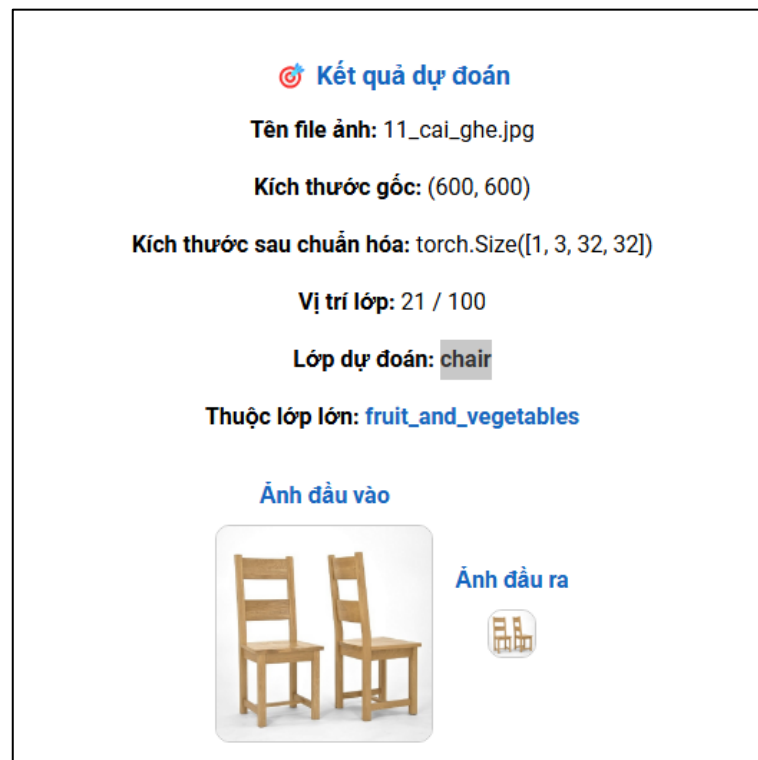 Kết quả dự đoán
Tên file ảnh: 11_cai_ghe.jpg
Kích thước gốc: (600, 600)
Kích thước sau chuẩn hóa: torch.Size([1, 3, 32, 32])
Vị trí lớp: 21 / 100
Lớp dự đoán: chair
Thuộc lớp lớn: fruit_and_vegetables
Ảnh đầu vào
Ảnh đầu ra